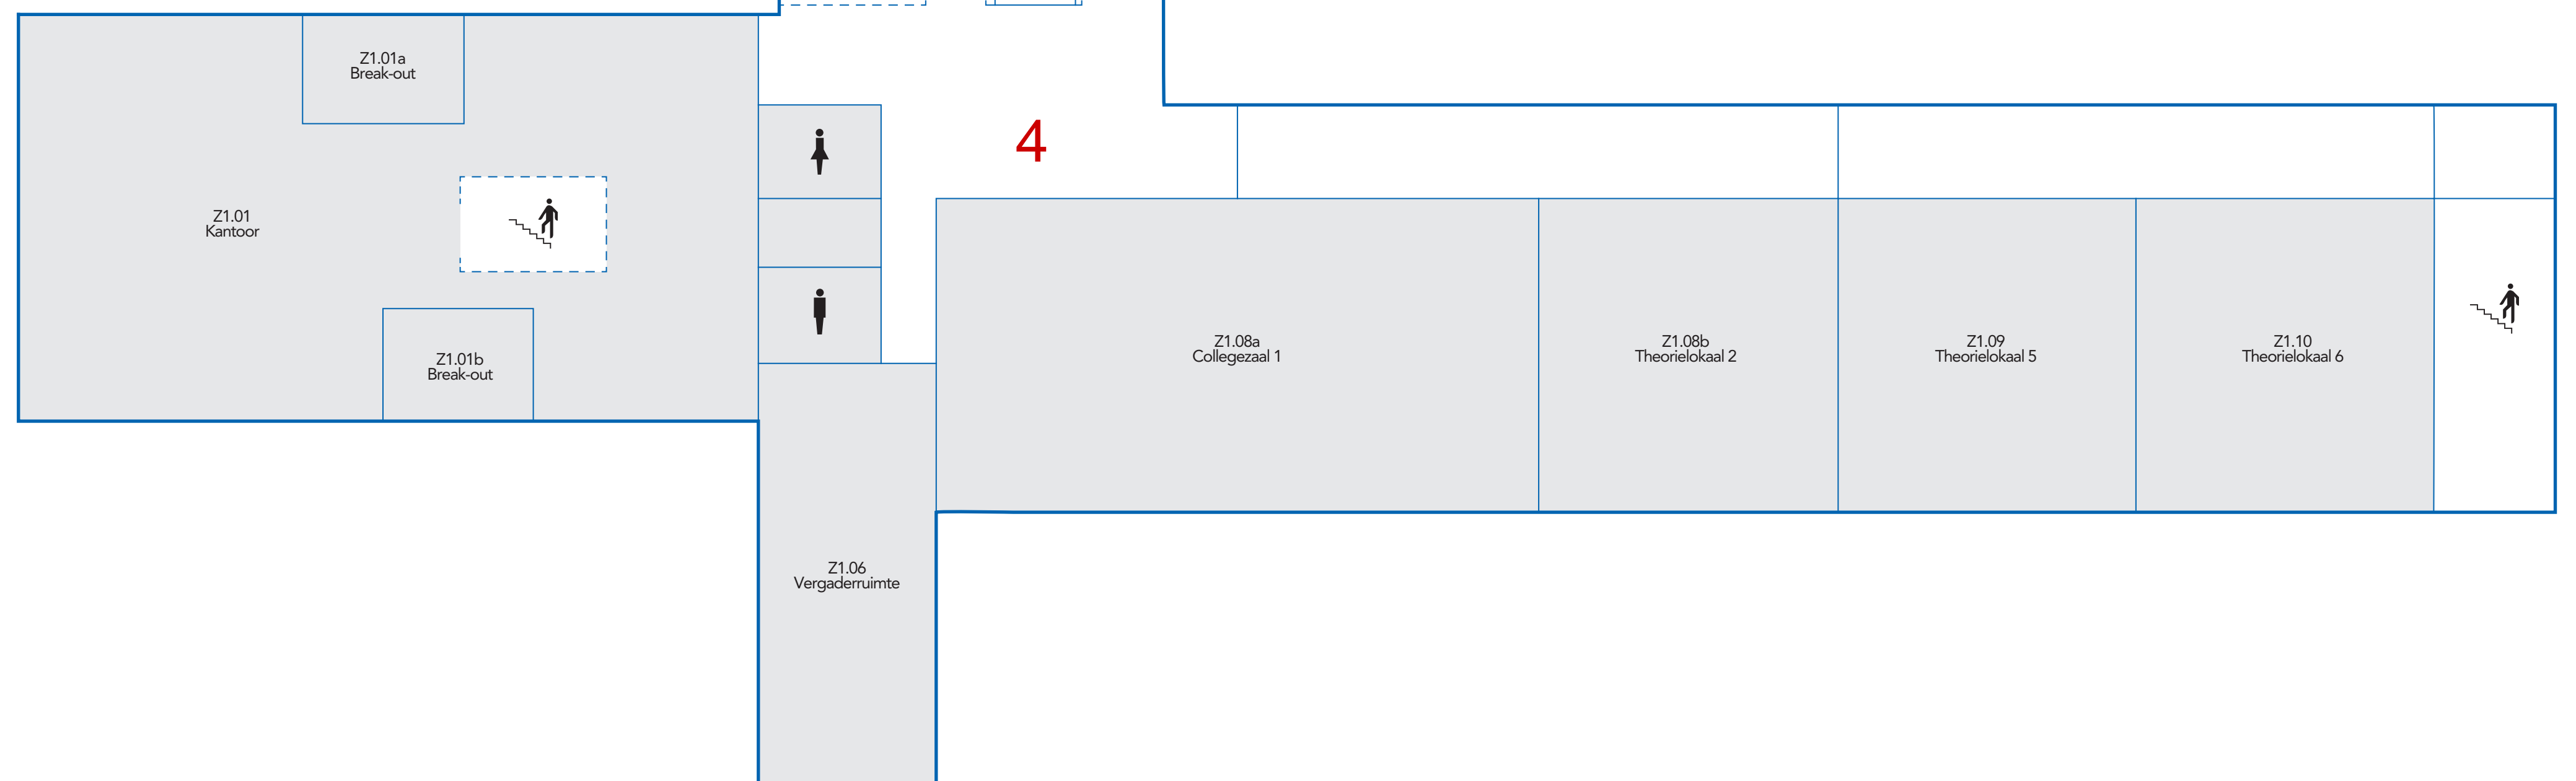 Z1.01a
Break-out
4
Z1.01
Kantoor
Z1.01b
Break-out
Z1.08a
Collegezaal 1
Z1.08b
Theorielokaal 2
Z1.09
Theorielokaal 5
Z1.10
Theorielokaal 6
Z1.06
Vergaderruimte